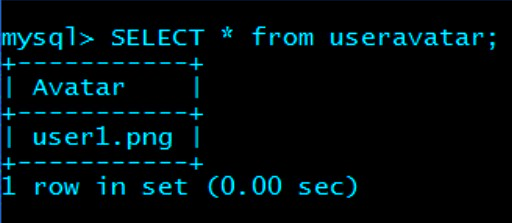 mysql> SELECT * from useravatar;
+-----------+
| Avatar    |
+-----------+
| user1.png |
+-----------+
1 row in set (0.00 sec)